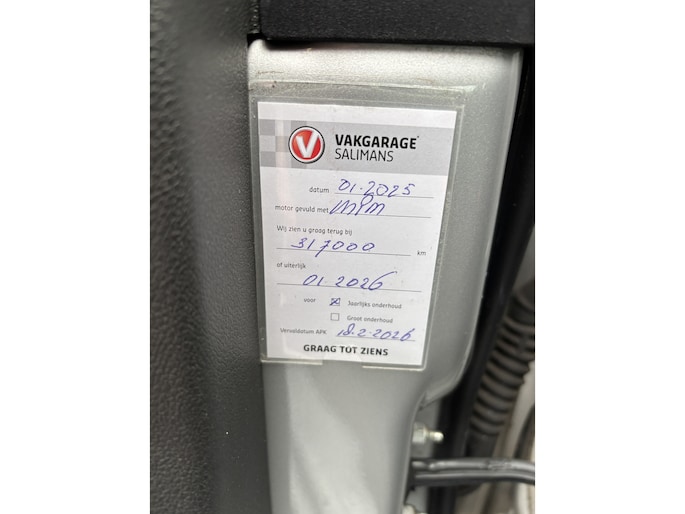 V VAKGARAGE
SALIMANS
datum 01-2025
motor gevuld met MPM
Wij zien u graag terug bij
317000 km
of uiterlijk
01-2026
voor ☒ Jaarlijks onderhoud
☐ Groot onderhoud
Vervaldatum APK 18-2-2026
GRAAG TOT ZIENS